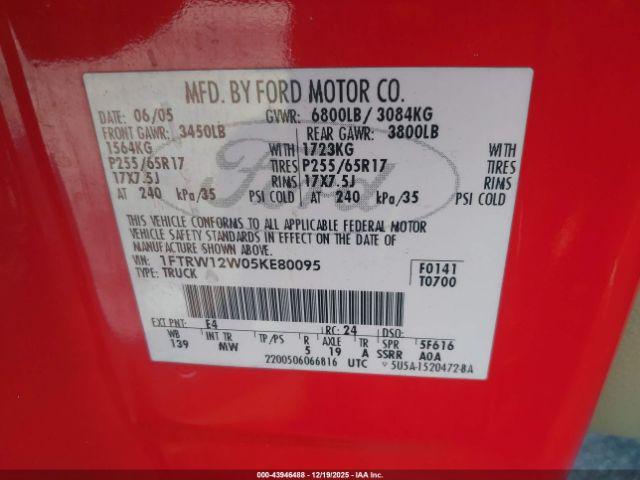 MFD. BY FORD MOTOR CO.
DATE: 06/05 GVWR: 6800LB/ 3084KG
FRONT GAWR: 3450LB REAR GAWR: 3800LB
1564KG WITH 1723KG WITH
P255/65R17 TIRES P255/65R17 TIRES
17X7.5J RIMS 17X7.5J RIMS
AT 240 kPa/35 PSI COLD AT 240 kPa/35 PSI COLD
THIS VEHICLE CONFORMS TO ALL APPLICABLE FEDERAL MOTOR
VEHICLE SAFETY STANDARDS IN EFFECT ON THE DATE OF
MANUFACTURE SHOWN ABOVE.
VIN: 1FTRW12W05KE80095 F0141
TYPE: TRUCK T0700
Ford
EXT PNT: E4 RC: 24 DSO:
WB INT TR TP/PS R AXLE TR SPR 5F616
139 MW 5 19 A SSRR A0A
2200506066816 UTC 5U5A-1520472-BA
000-43946488 - 12/19/2025 - IAA Inc.